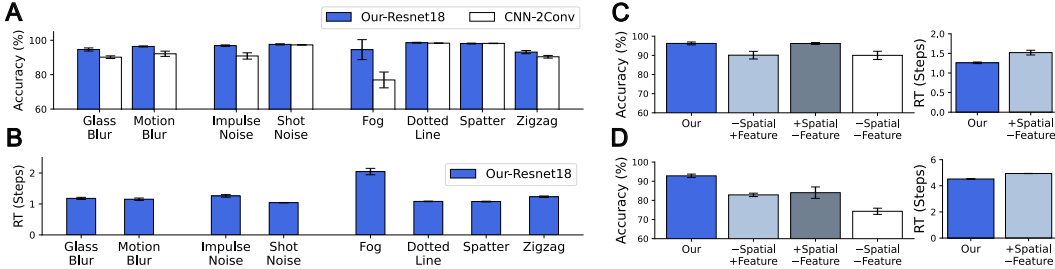 A
Our-Resnet18
CNN-2Conv
Accuracy (%)
100
80
60
Glass Blur
Motion Blur
Impulse Noise
Shot Noise
Fog
Dotted Line
Spatter
Zigzag
B
Our-Resnet18
RT (Steps)
2
1
0
Glass Blur
Motion Blur
Impulse Noise
Shot Noise
Fog
Dotted Line
Spatter
Zigzag
C
Accuracy (%)
100
90
80
70
60
Our
−Spatial +Feature
+Spatial −Feature
−Spatial −Feature
RT (Steps)
2.0
1.5
1.0
0.5
0.0
Our
+Spatial −Feature
D
Accuracy (%)
100
90
80
70
60
Our
−Spatial +Feature
+Spatial −Feature
−Spatial −Feature
RT (Steps)
6
4
2
0
Our
+Spatial −Feature